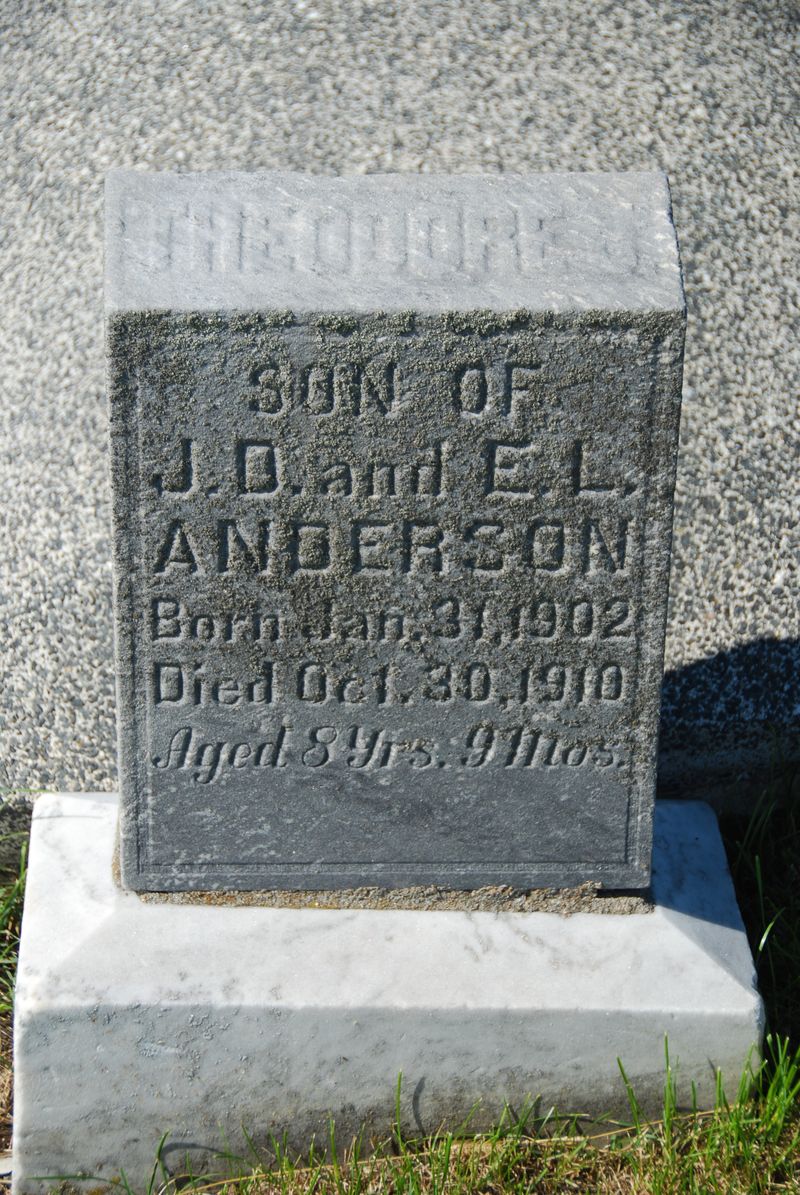 THEODORE J.
SON OF
J.D. and E.L.
ANDERSON
Born Jan. 31, 1902
Died Oct. 30, 1910
Aged 8 Yrs. 9 Mos.